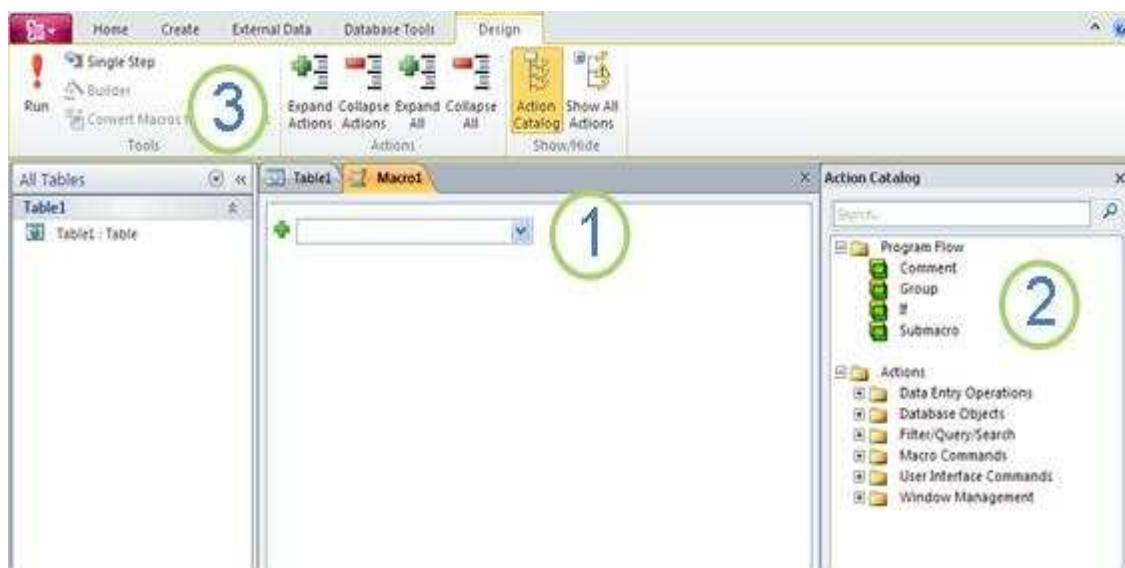 Home Create External Data Database Tools Design
Run
Single Step
Builder
Convert Macros
3
Tools
Expand Actions
Collapse Actions
Expand All
Collapse All
Actions
Action Catalog
Show All Actions
Show/Hide
All Tables
Table1
Table1 : Table
Table1 Macro1
1
Action Catalog
Search...
Program Flow
Comment
Group
If
Submacro
2
Actions
Data Entry Operations
Database Objects
Filter/Query/Search
Macro Commands
User Interface Commands
Window Management